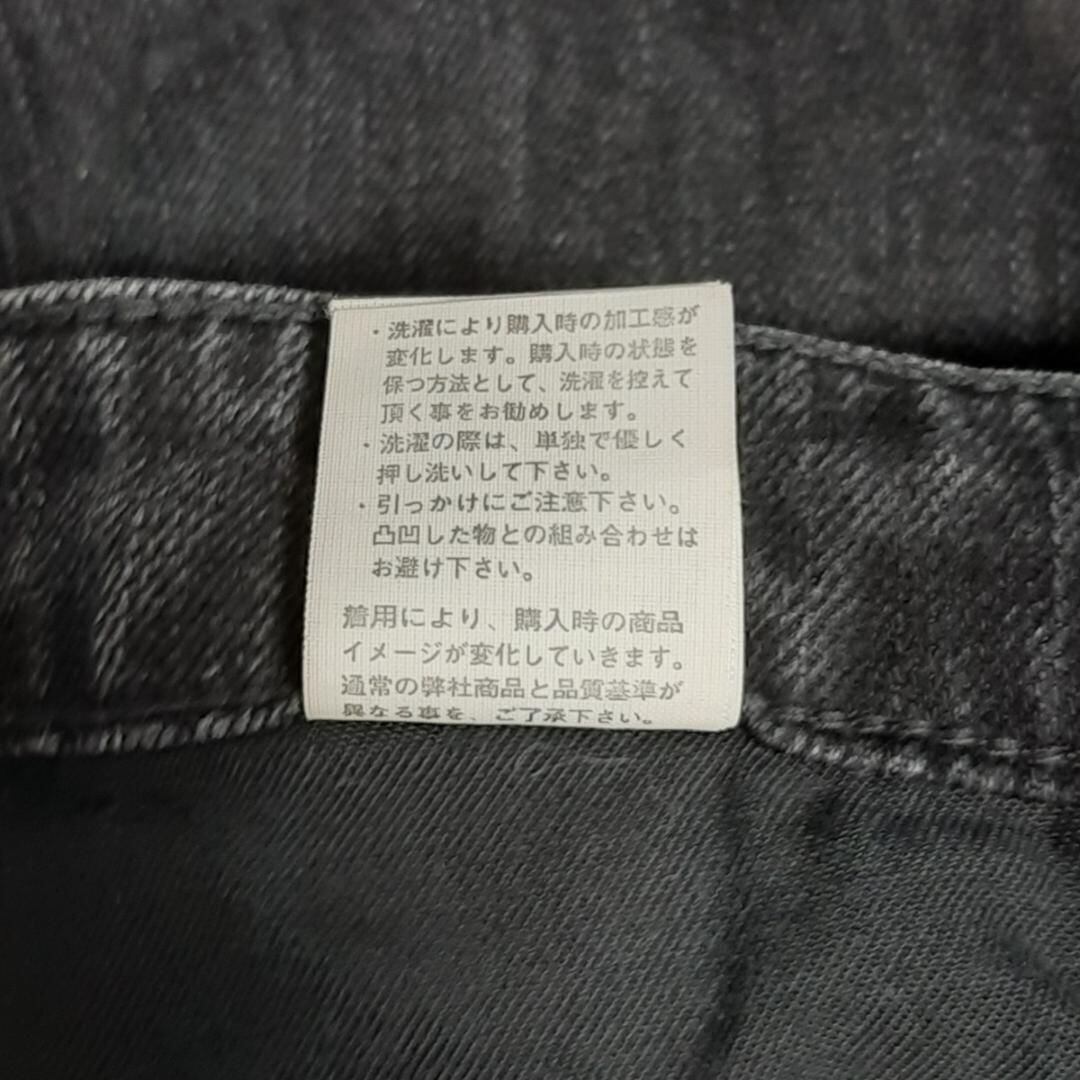 ・洗濯により購入時の加工感が
変化します。購入時の状態を
保つ方法として、洗濯を控えて
頂く事をお勧めします。
・洗濯の際は、単独で優しく
押し洗いして下さい。
・引っかけにご注意下さい。
凸凹した物との組み合わせは
お避け下さい。
着用により、購入時の商品
イメージが変化していきます。
通常の弊社商品と品質基準が
異なる事を、ご了承下さい。